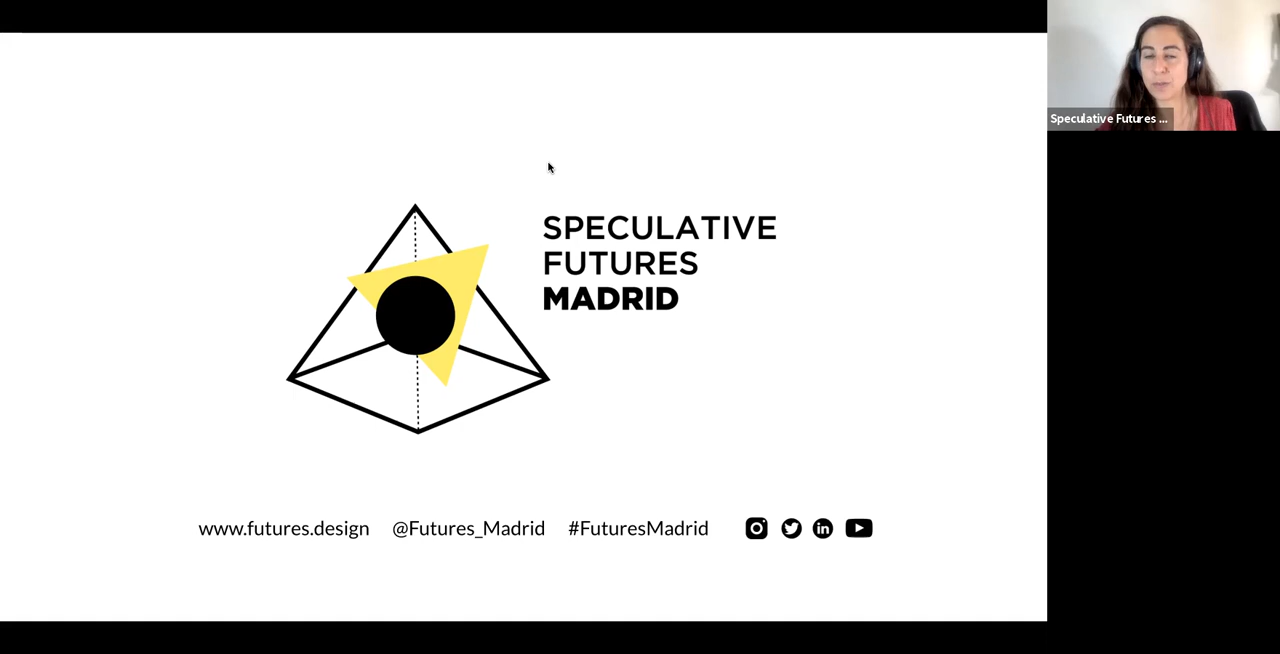 Speculative Futures ...
SPECULATIVE
FUTURES
MADRID
www.futures.design @Futures_Madrid #FuturesMadrid